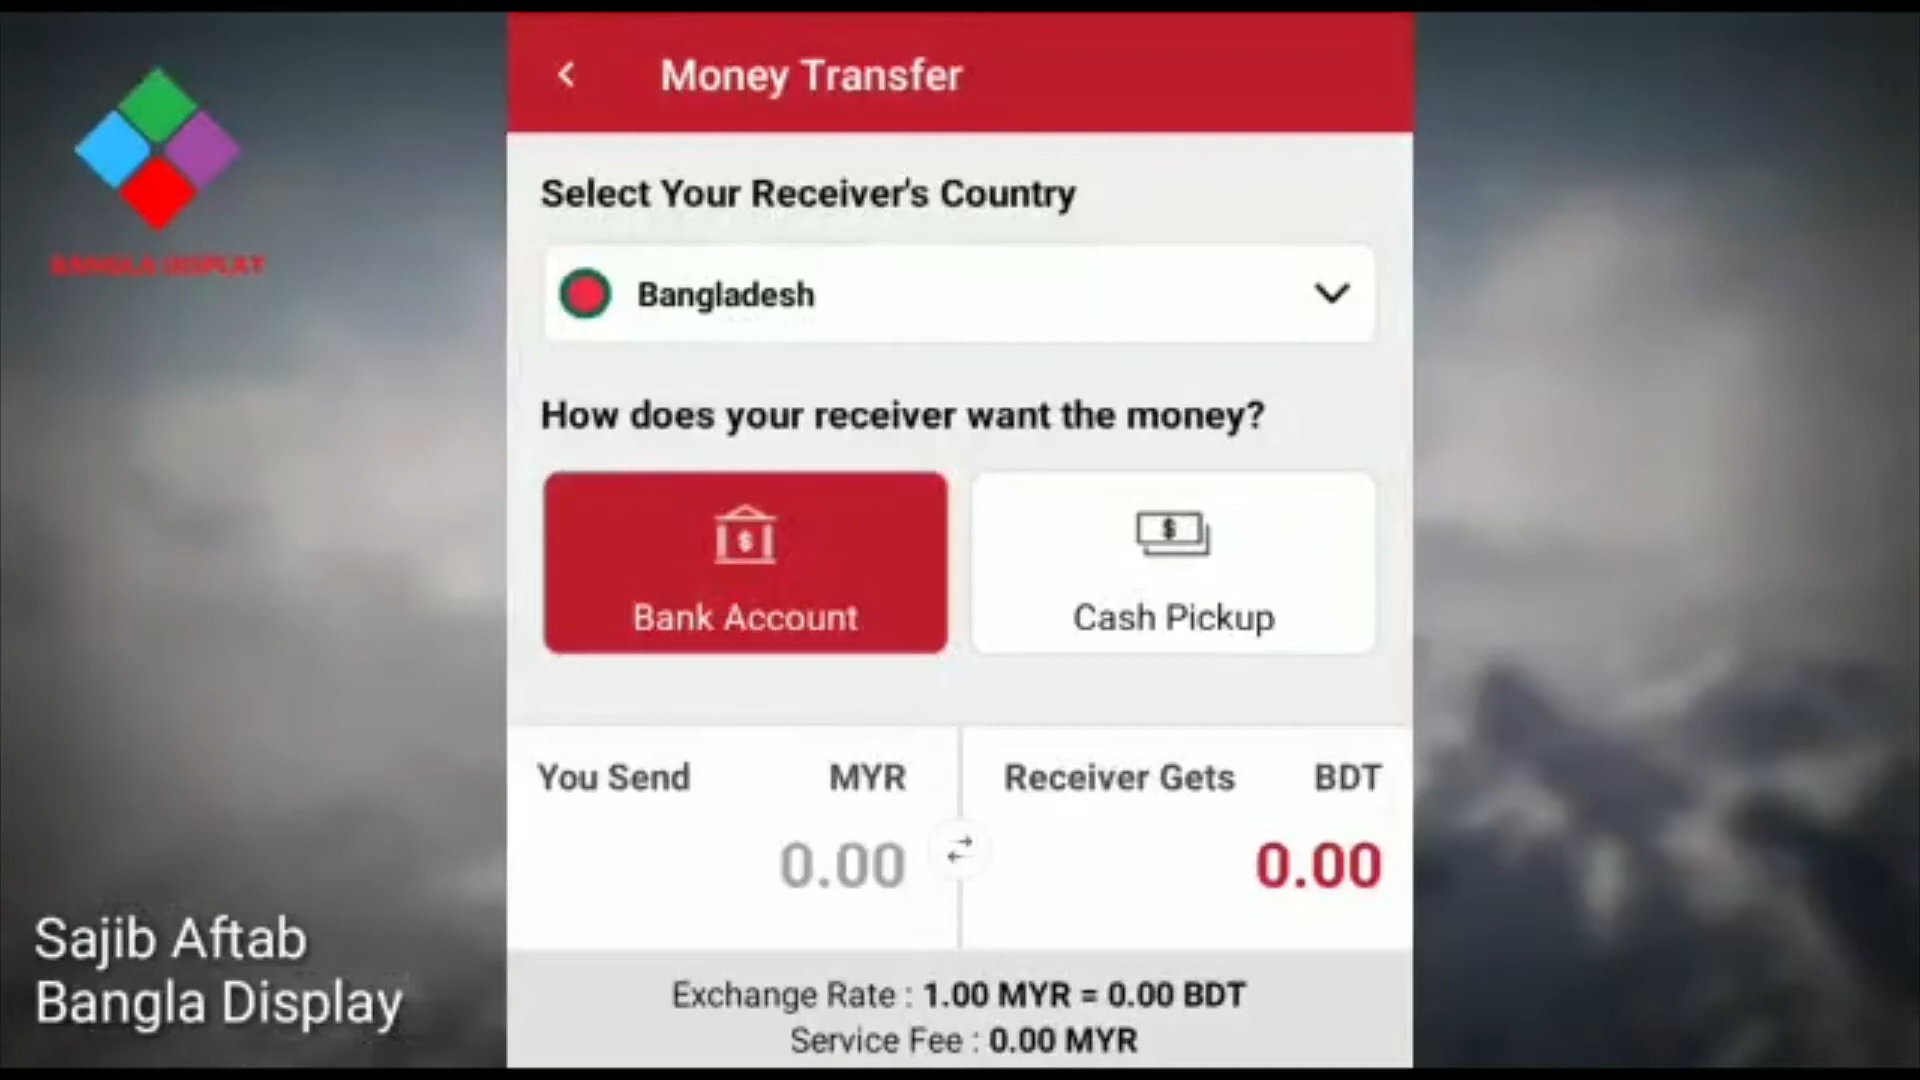 Money Transfer
Select Your Receiver's Country
Bangladesh
How does your receiver want the money?
Bank Account
Cash Pickup
You Send MYR
Receiver Gets BDT
0.00
0.00
Exchange Rate : 1.00 MYR = 0.00 BDT
Service Fee : 0.00 MYR
BANGLA DISPLAY
Sajib Aftab
Bangla Display